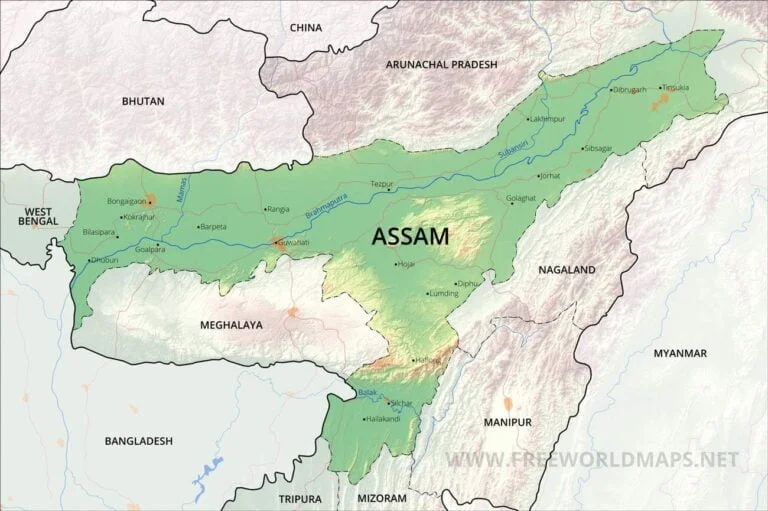 CHINA
ARUNACHAL PRADESH
BHUTAN
Dibrugarh
Tinsukia
Lakhimpur
Subansiri
Sibsagar
Manas
Tezpur
Jorhat
WEST
BENGAL
Bongaigaon
Kokrajhar
Rangia
Brahmaputra
Golaghat
Bilasipara
Barpeta
Goalpara
Guwahati
ASSAM
Dhuburi
Hojai
NAGALAND
Diphu
Lumding
MEGHALAYA
MYANMAR
Haflong
Balak
Silchar
Hailakandi
MANIPUR
BANGLADESH
WWW.FREEWORLDMAPS.NET
TRIPURA
MIZORAM